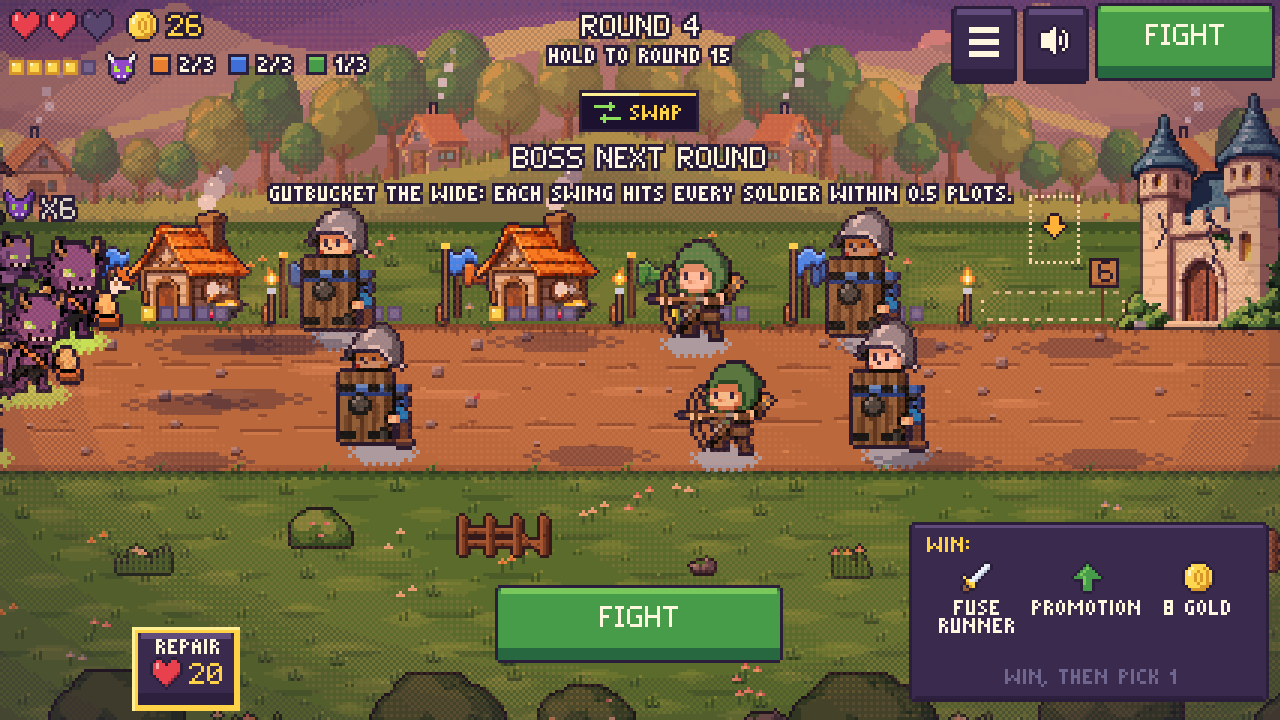 26
ROUND 4
HOLD TO ROUND 15
FIGHT
2/3
2/3
1/3
SWAP
BOSS NEXT ROUND
GUTBUCKET THE WIDE: EACH SWING HITS EVERY SOLDIER WITHIN 0.5 PLOTS.
X6
6
WIN:
FUSE RUNNER
PROMOTION
8 GOLD
FIGHT
REPAIR
20
WIN, THEN PICK 1